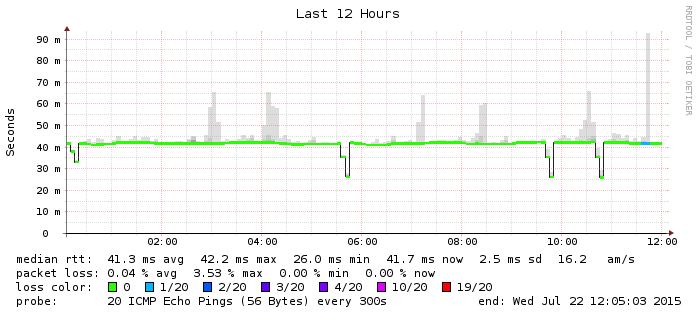 Last 12 Hours
RRDTOOL / TOBI OETIKER
Seconds
90 m
80 m
70 m
60 m
50 m
40 m
30 m
20 m
10 m
0
02:00 04:00 06:00 08:00 10:00 12:00
median rtt: 41.3 ms avg 42.2 ms max 26.0 ms min 41.7 ms now 2.5 ms sd 16.2 am/s
packet loss: 0.04 % avg 3.53 % max 0.00 % min 0.00 % now
loss color: 0 1/20 2/20 3/20 4/20 10/20 19/20
probe: 20 ICMP Echo Pings (56 Bytes) every 300s end: Wed Jul 22 12:05:03 2015